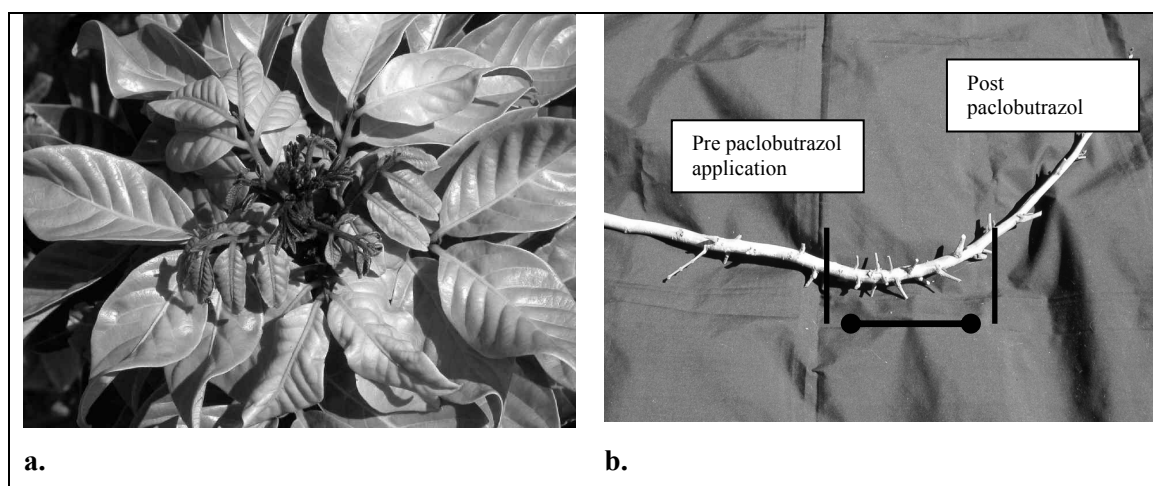 Pre paclobutrazol
application
Post
paclobutrazol
a.
b.